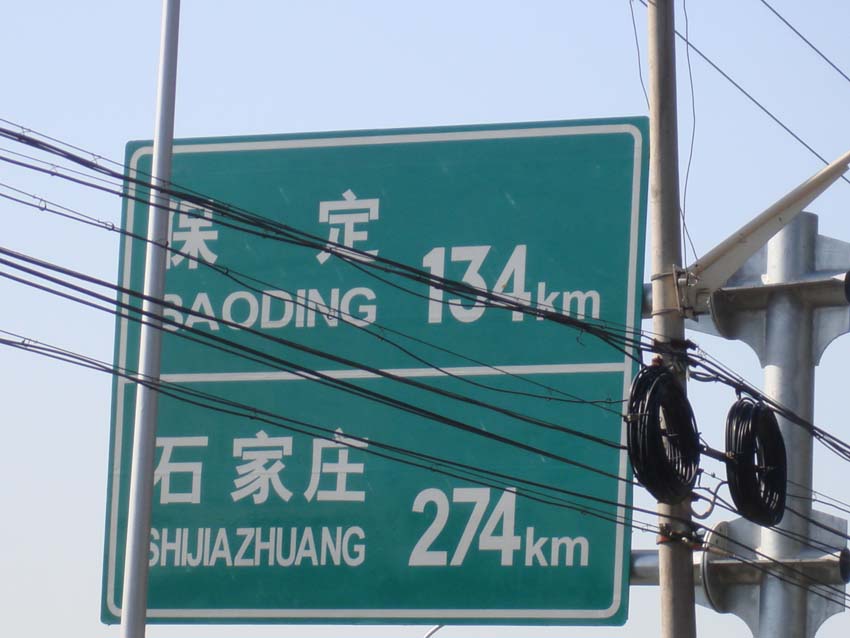 保定
BAODING 134km
石家庄
SHIJIAZHUANG 274km